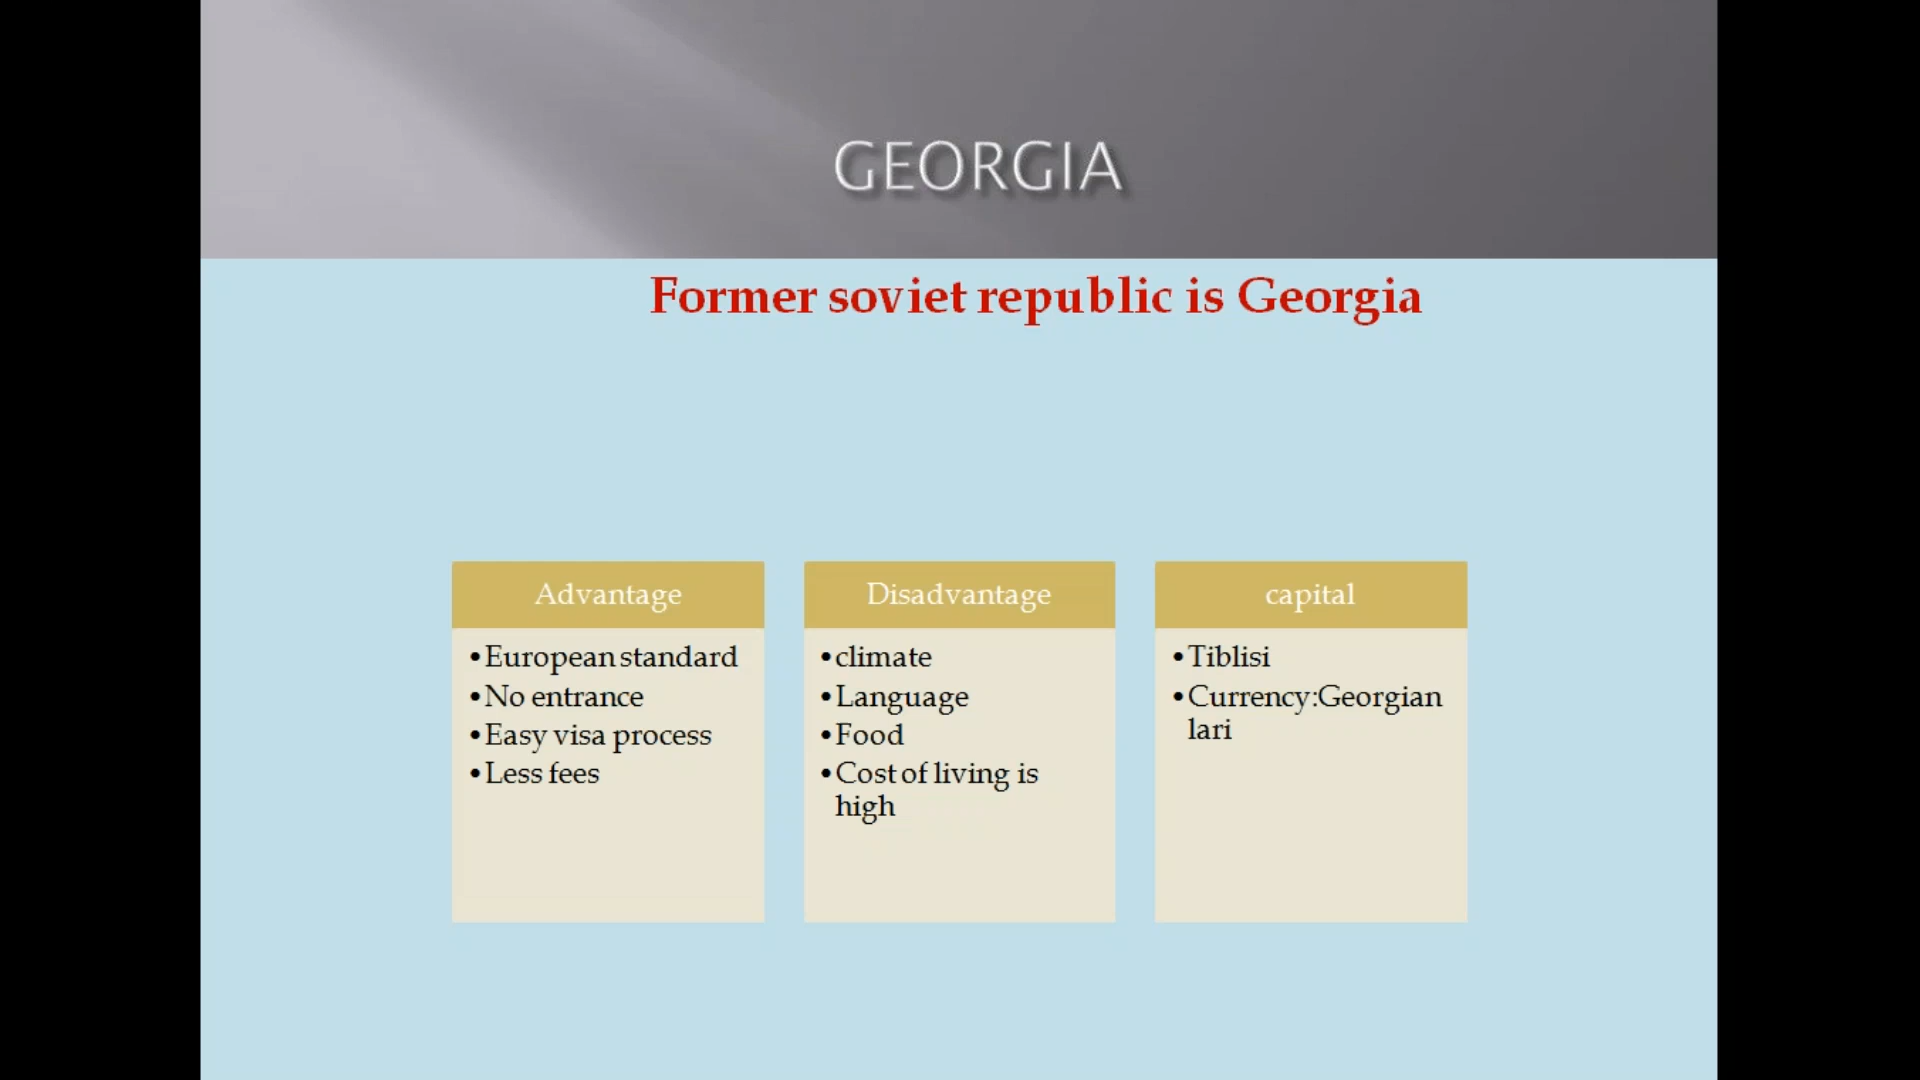 GEORGIA
Former soviet republic is Georgia
Advantage
•European standard
•No entrance
•Easy visa process
•Less fees
Disadvantage
•climate
•Language
•Food
•Cost of living is
high
capital
•Tiblisi
•Currency:Georgian
lari